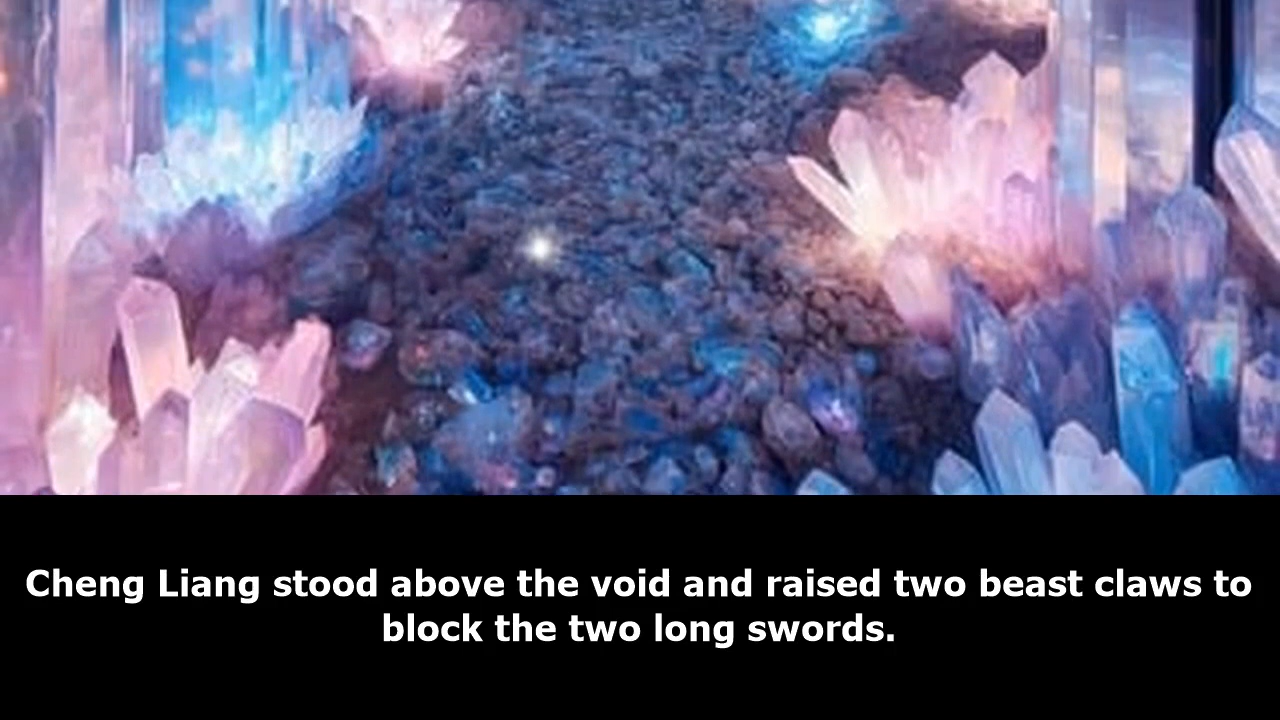 Cheng Liang stood above the void and raised two beast claws to
block the two long swords.